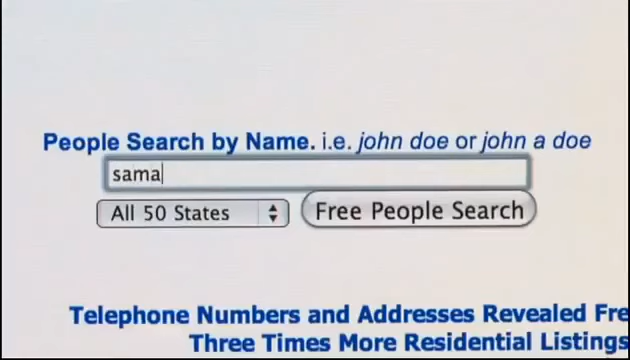 People Search by Name. i.e. john doe or john a doe
sama
All 50 States
Free People Search
Telephone Numbers and Addresses Revealed Fre
Three Times More Residential Listings